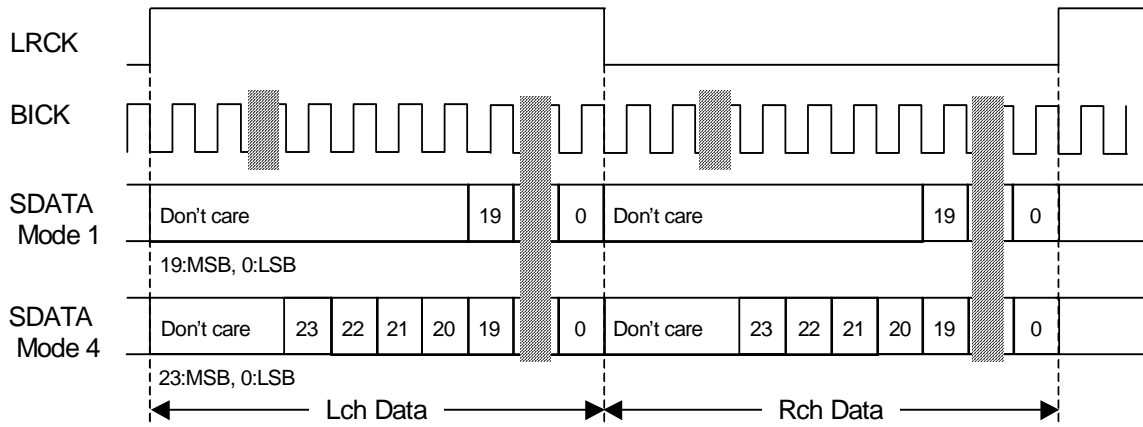 LRCK
BICK
SDATA
Mode 1
Don't care 19 0 Don't care 19 0
19:MSB, 0:LSB
SDATA
Mode 4
Don't care 23 22 21 20 19 0 Don't care 23 22 21 20 19 0
23:MSB, 0:LSB
Lch Data Rch Data